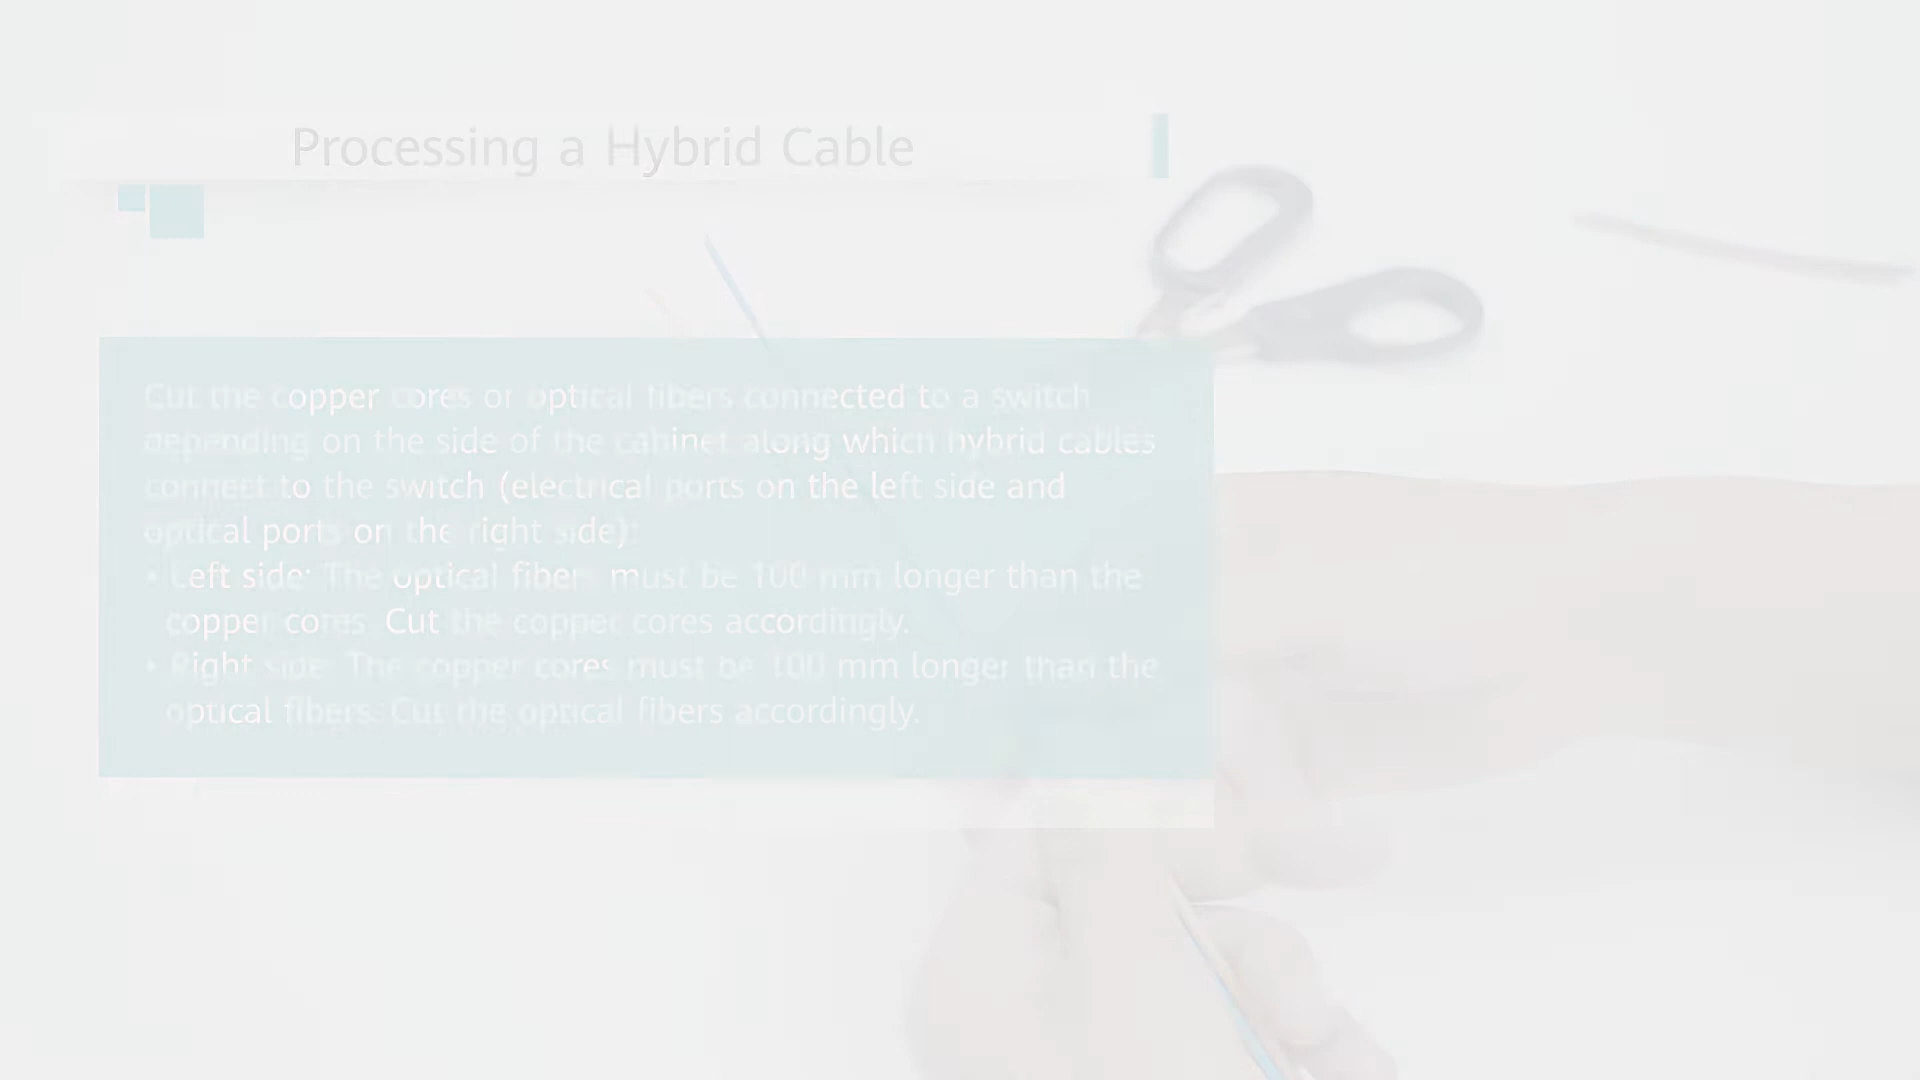 Processing a Hybrid Cable
Cut the copper cores or optical fibers connected to a switch
depending on the side of the cabinet along which hybrid cables
connect to the switch (electrical ports on the left side and
optical ports on the right side):
• Left side: The optical fibers must be 100 mm longer than the
copper cores. Cut the copper cores accordingly.
• Right side: The copper cores must be 100 mm longer than the
optical fibers. Cut the optical fibers accordingly.